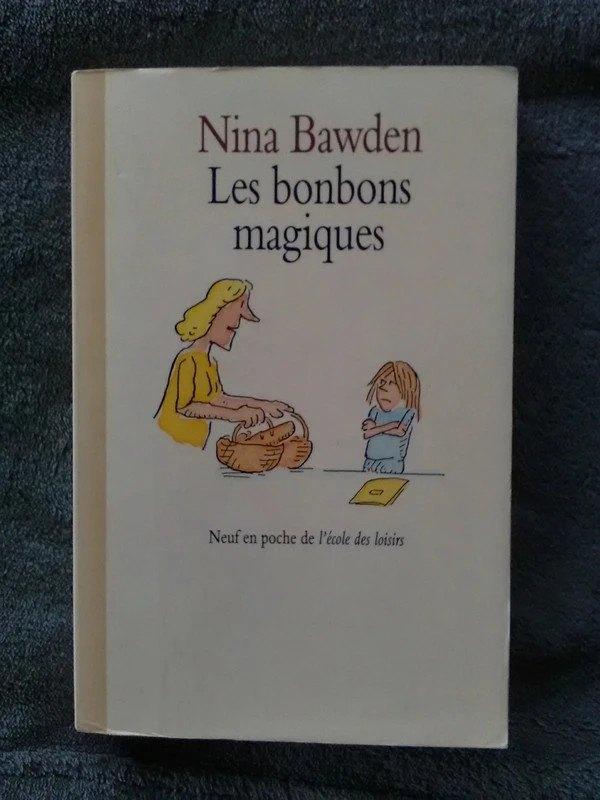 Nina Bawden
Les bonbons
magiques
Neuf en poche de l'école des loisirs